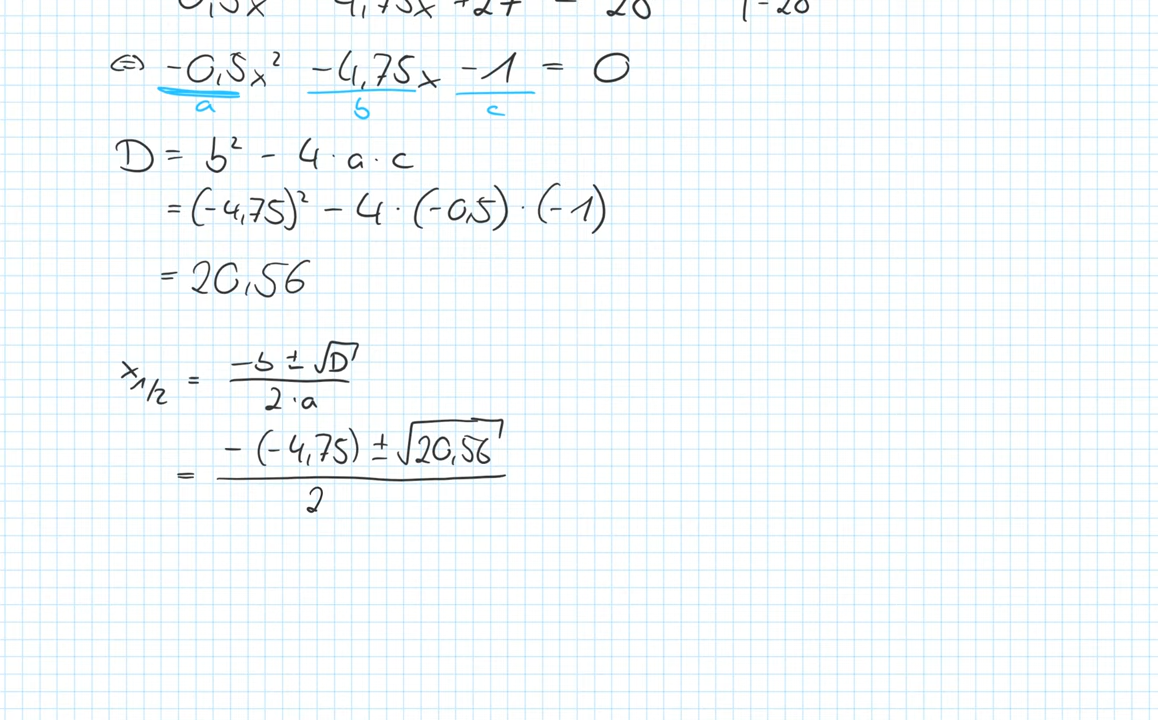 ⇔ -0,5x² -4,75x -1 = 0
a b c
D = b² - 4 · a · c
= (-4,75)² - 4 · (-0,5) · (-1)
= 20,56
x₁/₂ = (-b ± √D) / (2 · a)
= (-(-4,75) ± √20,56) / 2